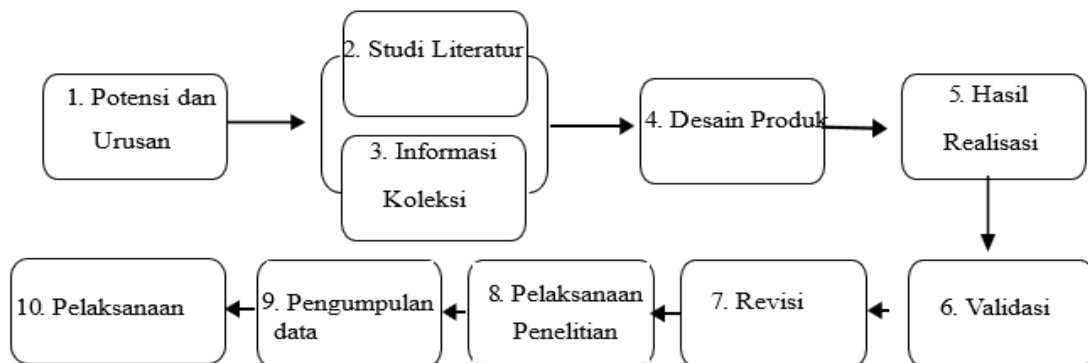 1. Potensi dan
Urusan
2. Studi Literatur
3. Informasi
Koleksi
4. Desain Produk
5. Hasil
Realisasi
6. Validasi
7. Revisi
8. Pelaksanaan
Penelitian
9. Pengumpulan
data
10. Pelaksanaan